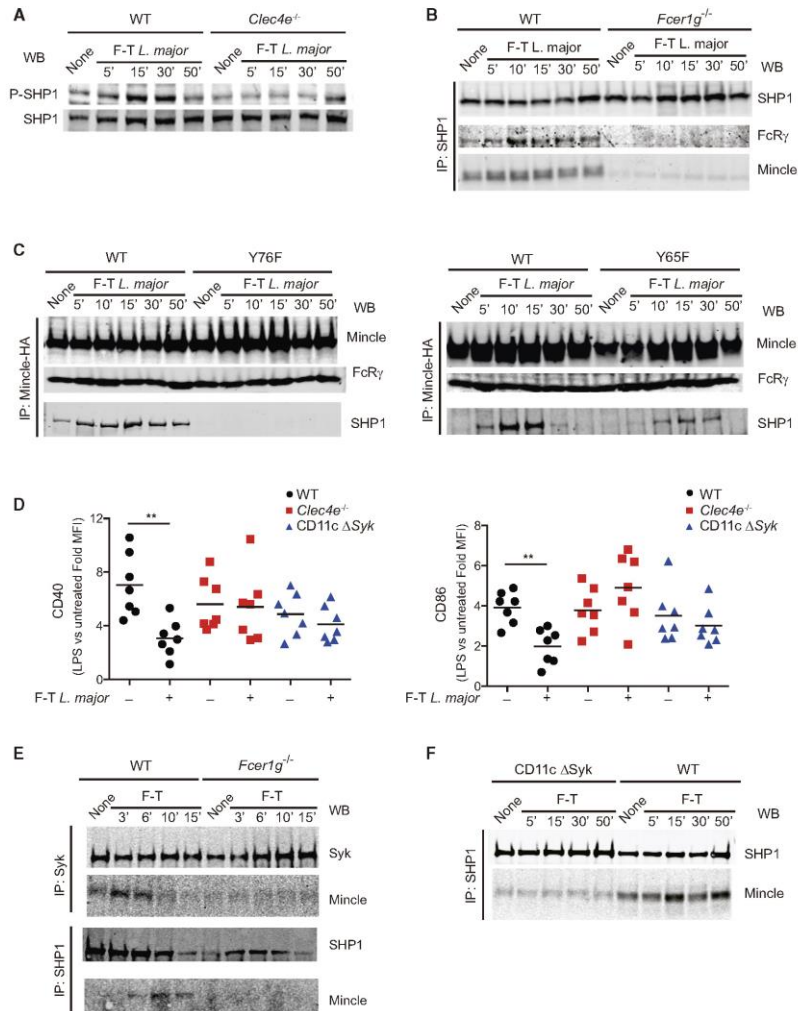 A
WT Clec4e-/-
F-T L. major F-T L. major
WB None 5' 15' 30' 50' None 5' 15' 30' 50'
P-SHP1
SHP1
B
WT Fcer1g-/-
F-T L. major F-T L. major
None 5' 10' 15' 30' 50' None 5' 10' 15' 30' 50' WB
IP: SHP1
SHP1
FcRγ
Mincle
C
WT Y76F
F-T L. major F-T L. major
None 5' 10' 15' 30' 50' None 5' 10' 15' 30' 50' WB
IP: Mincle-HA
Mincle
FcRγ
SHP1
WT Y65F
F-T L. major F-T L. major
None 5' 10' 15' 30' 50' None 5' 10' 15' 30' 50' WB
IP: Mincle-HA
Mincle
FcRγ
SHP1
D
WT
Clec4e-/-
CD11c ΔSyk
CD40
(LPS vs untreated Fold MFI)
12
8
4
0
**
F-T L. major – + – + – +
WT
Clec4e-/-
CD11c ΔSyk
CD86
(LPS vs untreated Fold MFI)
8
6
4
2
0
**
F-T L. major – + – + – +
E
WT Fcer1g-/-
F-T F-T
None 3' 6' 10' 15' None 3' 6' 10' 15' WB
IP: Syk
Syk
Mincle
IP: SHP1
SHP1
Mincle
F
CD11c ΔSyk WT
F-T F-T
None 5' 15' 30' 50' None 5' 15' 30' 50' WB
IP: SHP1
SHP1
Mincle